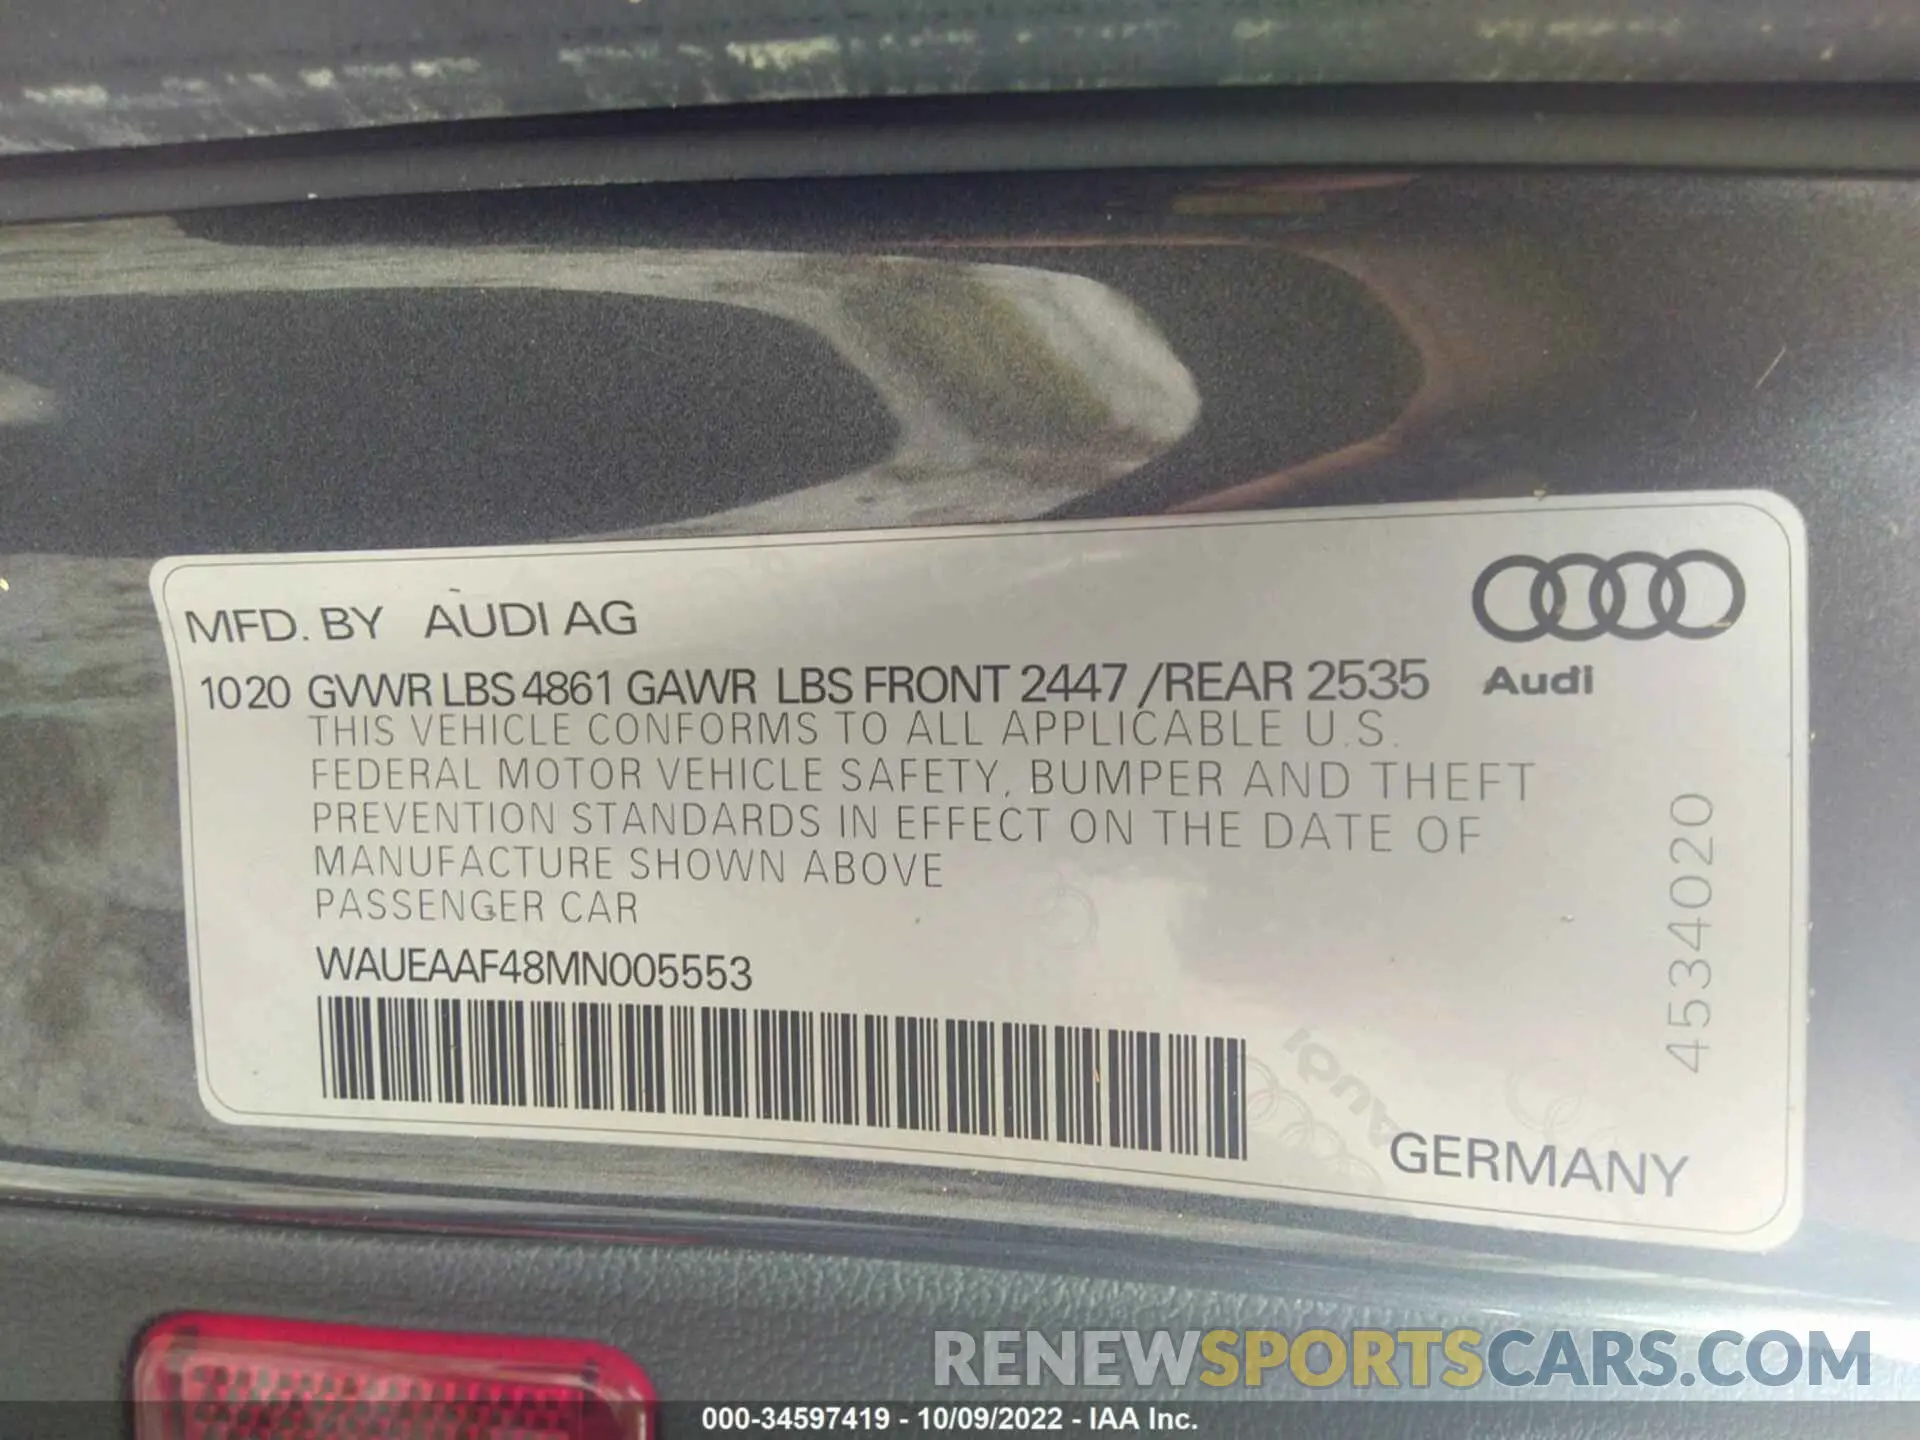 MFD. BY AUDI AG
1020 GVWR LBS 4861 GAWR LBS FRONT 2447 /REAR 2535
Audi
THIS VEHICLE CONFORMS TO ALL APPLICABLE U.S.
FEDERAL MOTOR VEHICLE SAFETY, BUMPER AND THEFT
PREVENTION STANDARDS IN EFFECT ON THE DATE OF
MANUFACTURE SHOWN ABOVE
PASSENGER CAR
WAUEAAF48MN005553
4534020
AUDI
GERMANY
RENEWSPORTSCARS.COM
000-34597419 - 10/09/2022 - IAA Inc.